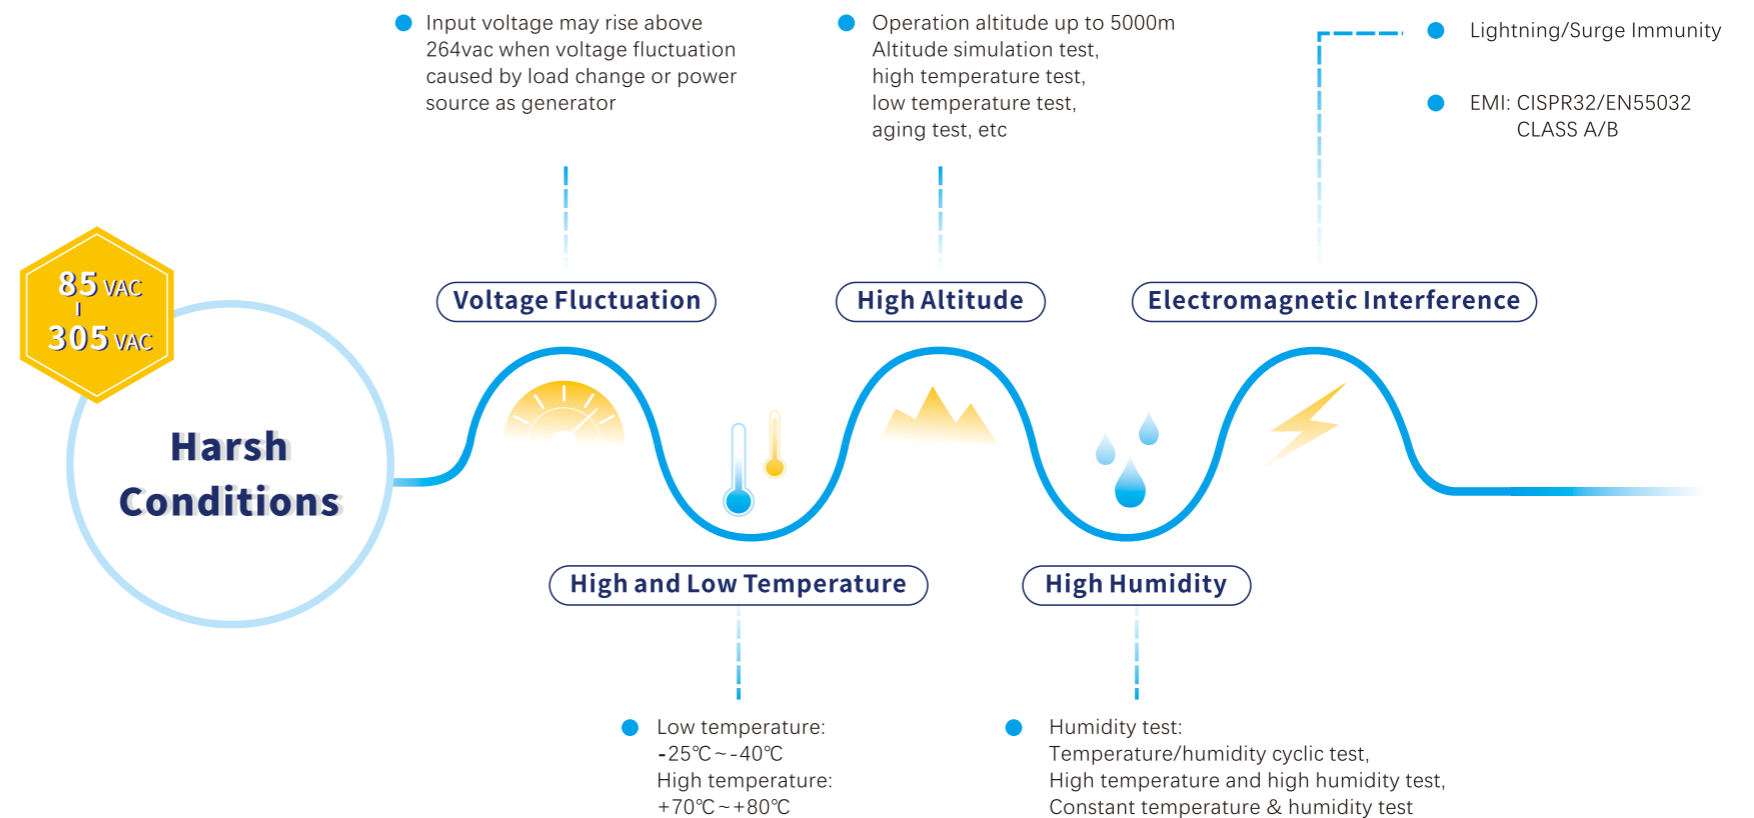 Input voltage may rise above
264vac when voltage fluctuation
caused by load change or power
source as generator
Operation altitude up to 5000m
Altitude simulation test,
high temperature test,
low temperature test,
aging test, etc
Lightning/Surge Immunity
EMI: CISPR32/EN55032
CLASS A/B
85 VAC
I
305 VAC
Harsh
Conditions
Voltage Fluctuation
High Altitude
Electromagnetic Interference
High and Low Temperature
High Humidity
Low temperature:
-25℃~-40℃
High temperature:
+70℃~+80℃
Humidity test:
Temperature/humidity cyclic test,
High temperature and high humidity test,
Constant temperature & humidity test